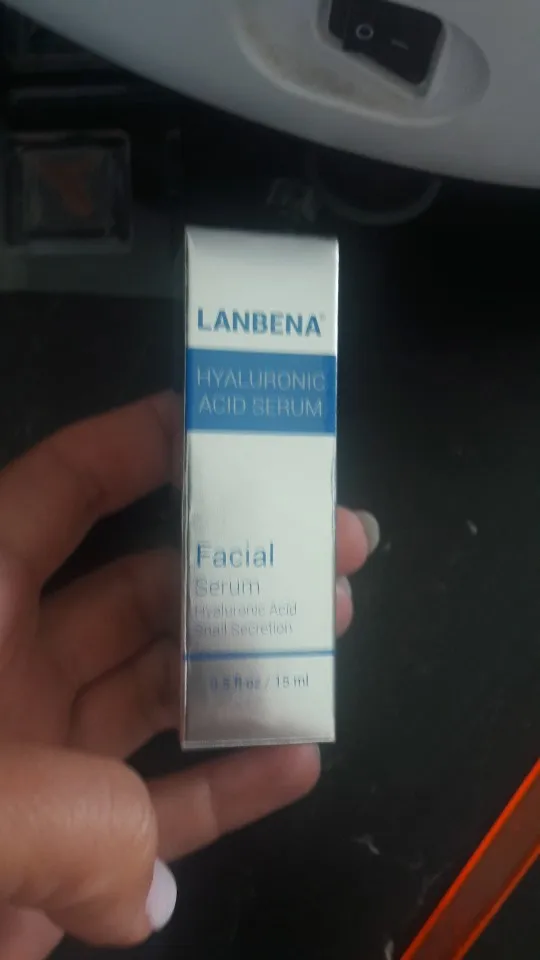 LANBENA®
HYALURONIC
ACID SERUM
Facial
Serum
Hyaluronic Acid
Snail Secretion
0.5 fl oz / 15 ml